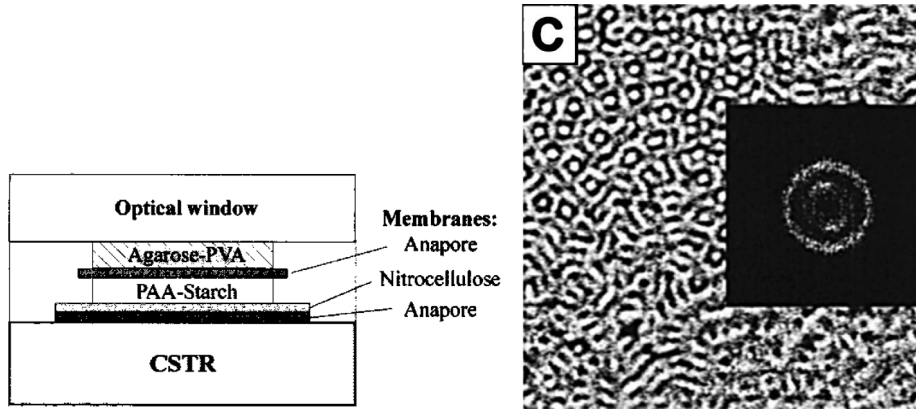 C
Optical window
Membranes:
Agarose-PVA
Anapore
Nitrocellulose
PAA-Starch
Anapore
CSTR